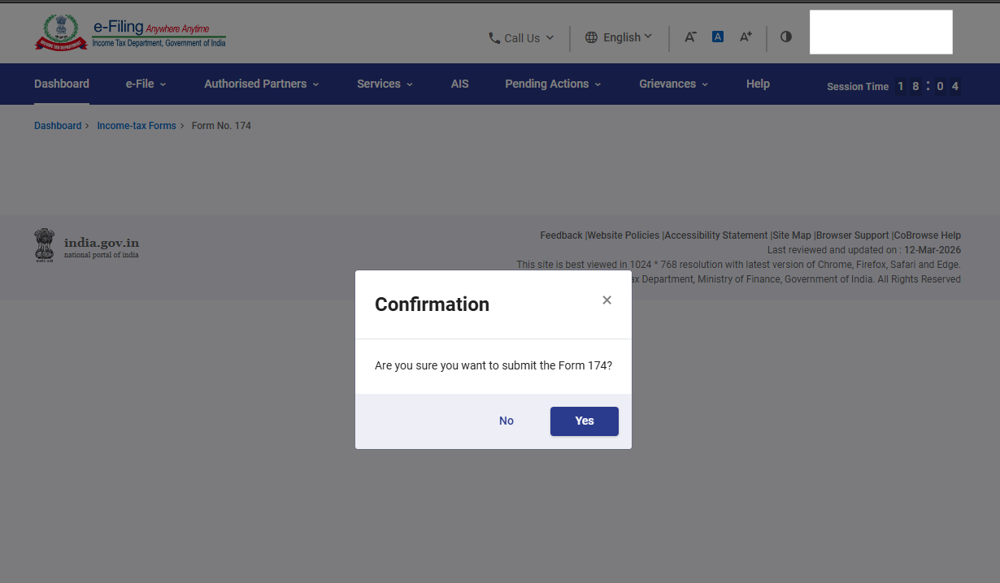 e-Filing Anywhere Anytime
Income Tax Department, Government of India
INCOME TAX DEPARTMENT
Call Us
English
A-
A
A+
Dashboard
e-File
Authorised Partners
Services
AIS
Pending Actions
Grievances
Help
Session Time 1 8 : 0 4
Dashboard › Income-tax Forms › Form No. 174
india.gov.in
national portal of india
Feedback |Website Policies |Accessibility Statement |Site Map |Browser Support |CoBrowse Help
Last reviewed and updated on : 12-Mar-2026
This site is best viewed in 1024 * 768 resolution with latest version of Chrome, Firefox, Safari and Edge.
ax Department, Ministry of Finance, Government of India. All Rights Reserved
Confirmation
×
Are you sure you want to submit the Form 174?
No
Yes